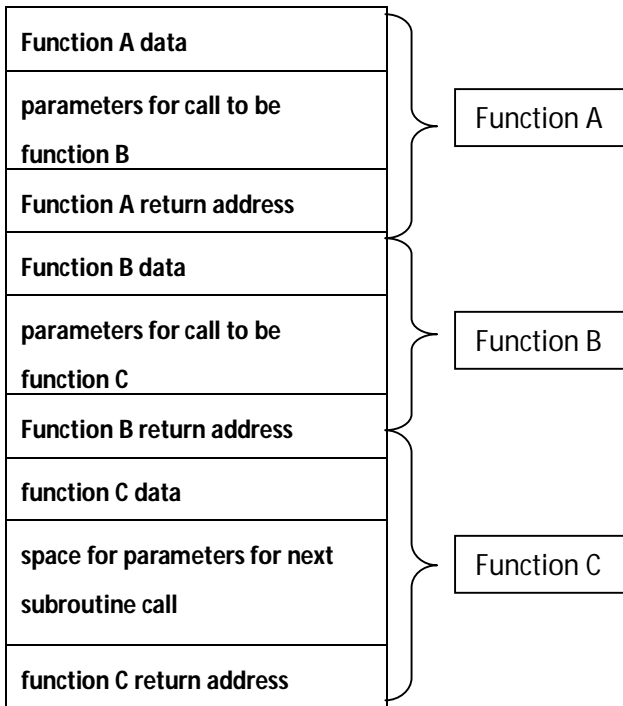 Function A data
parameters for call to be
function B
Function A return address
Function A
Function B data
parameters for call to be
function C
Function B return address
Function B
function C data
space for parameters for next
subroutine call
function C return address
Function C